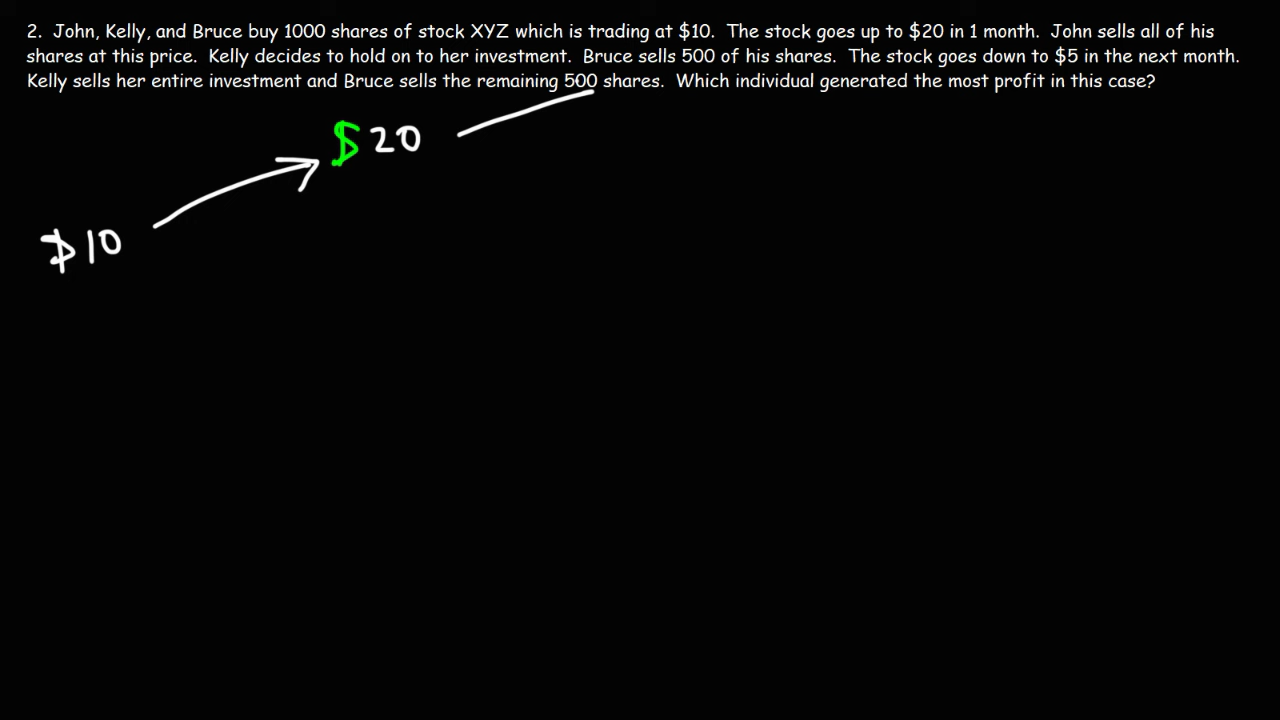 2. John, Kelly, and Bruce buy 1000 shares of stock XYZ which is trading at $10. The stock goes up to $20 in 1 month. John sells all of his
shares at this price. Kelly decides to hold on to her investment. Bruce sells 500 of his shares. The stock goes down to $5 in the next month.
Kelly sells her entire investment and Bruce sells the remaining 500 shares. Which individual generated the most profit in this case?
$20
$10